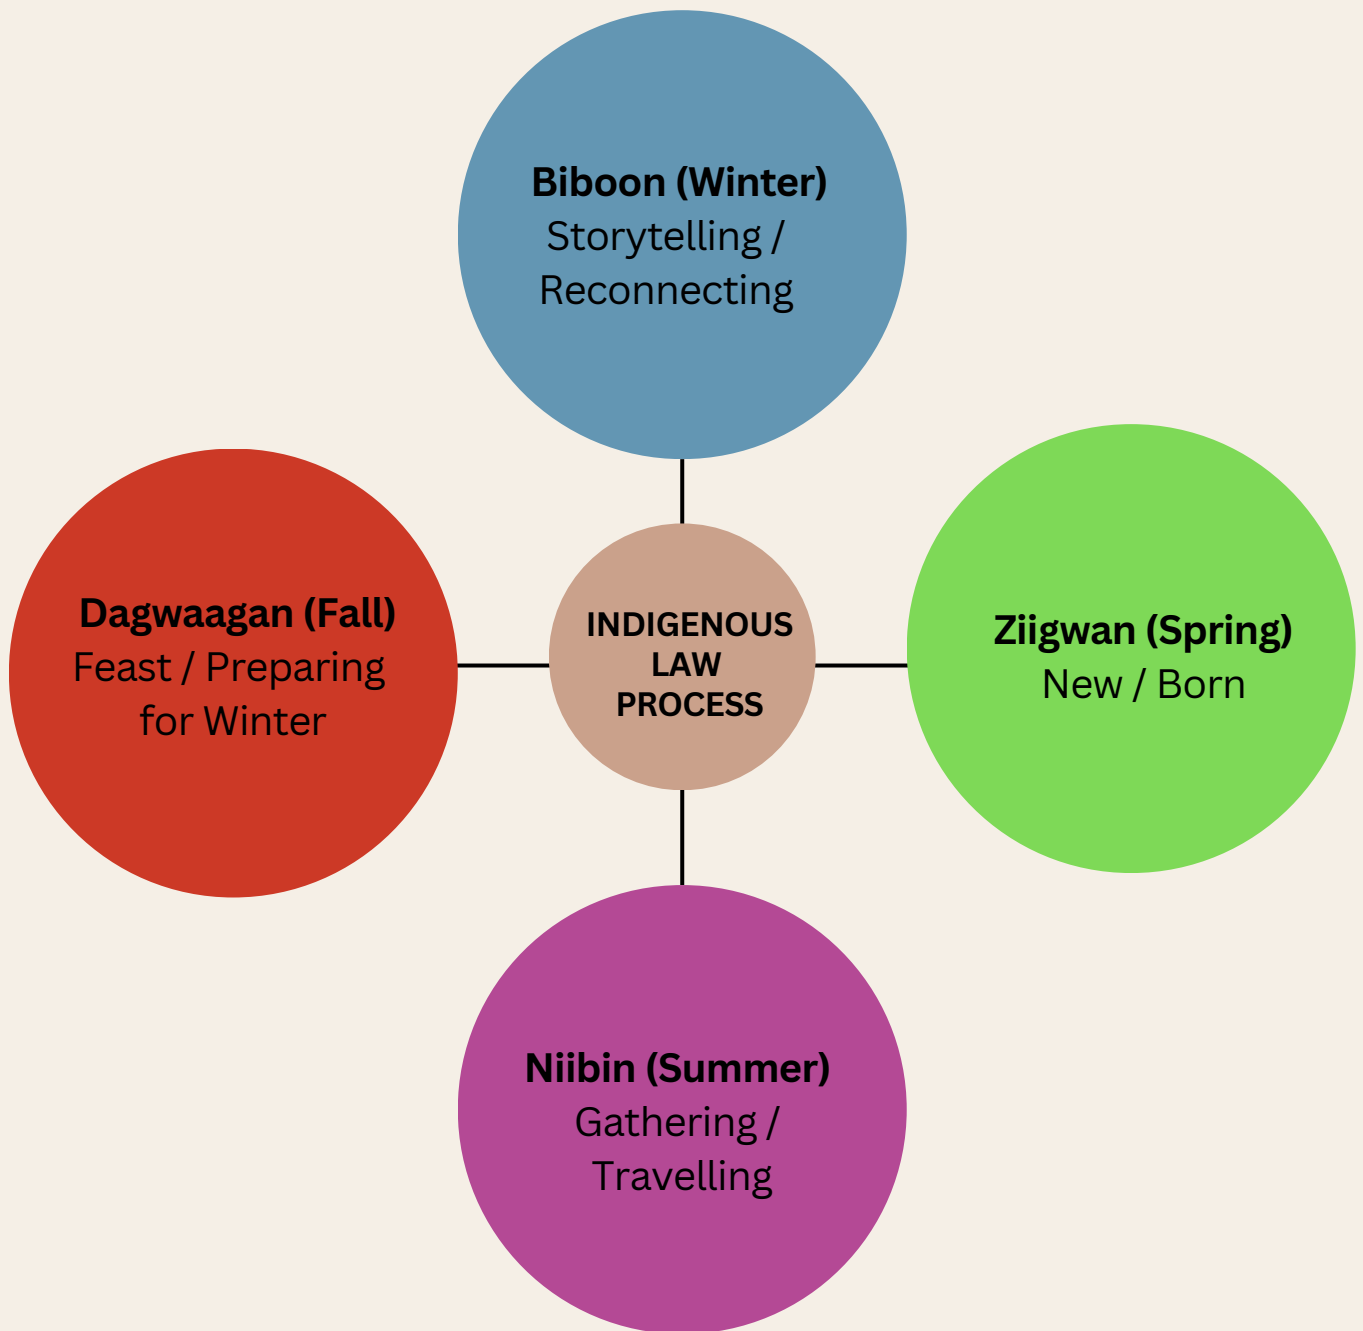 Biboon (Winter)
Storytelling /
Reconnecting
Dagwaagan (Fall)
Feast / Preparing
for Winter
INDIGENOUS
LAW
PROCESS
Ziigwan (Spring)
New / Born
Niibin (Summer)
Gathering /
Travelling